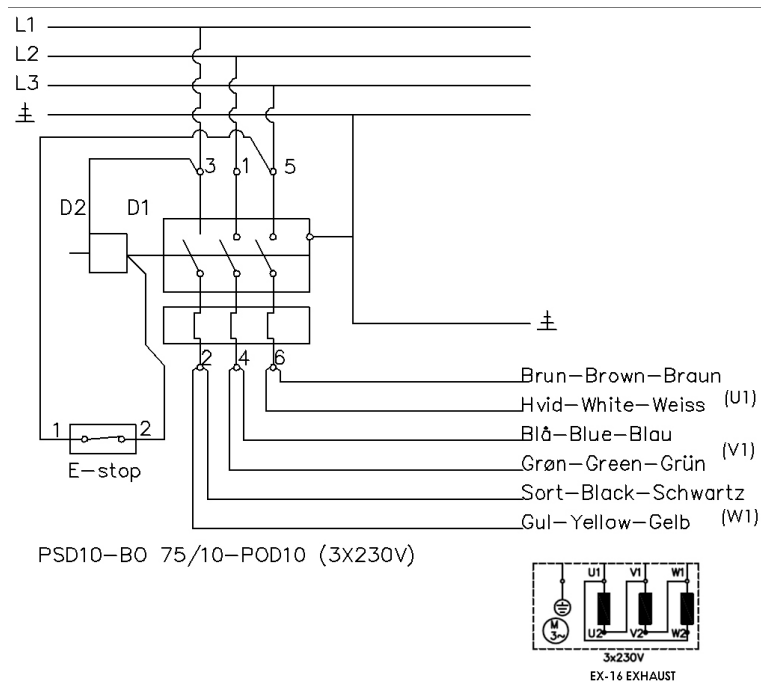 L1
L2
L3
3 1 5
D2 D1
2 4 6
Brun-Brown-Braun
Hvid-White-Weiss (U1)
1 2
Blå-Blue-Blau
(V1)
E-stop
Grøn-Green-Grün
Sort-Black-Schwartz
Gul-Yellow-Gelb (W1)
PSD10-BO 75/10-POD10 (3X230V)
U1 V1 W1
M
3~
U2 V2 W2
3x230V
EX-16 EXHAUST